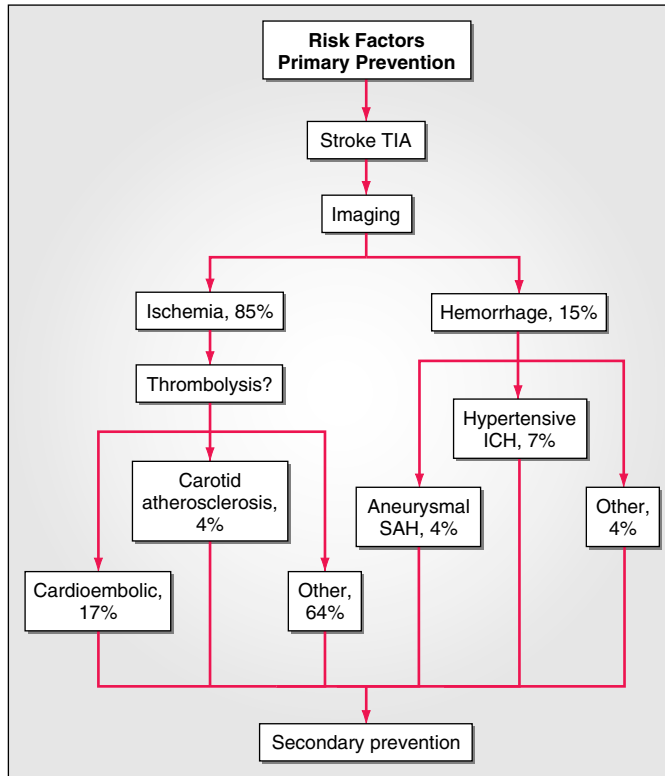 Risk Factors
Primary Prevention
Stroke TIA
Imaging
Ischemia, 85%
Hemorrhage, 15%
Thrombolysis?
Hypertensive
ICH, 7%
Carotid
atherosclerosis,
4%
Aneurysmal
SAH, 4%
Other,
4%
Cardioembolic,
17%
Other,
64%
Secondary prevention